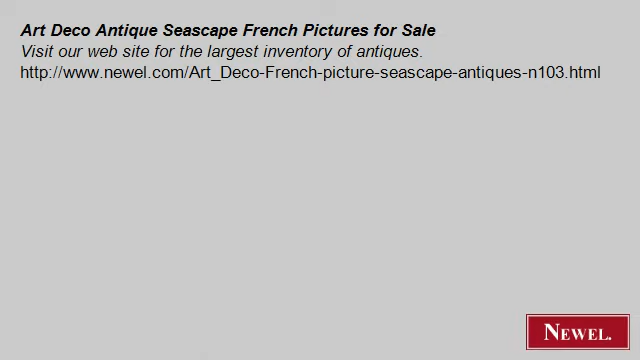 Art Deco Antique Seascape French Pictures for Sale
Visit our web site for the largest inventory of antiques.
http://www.newel.com/Art_Deco-French-picture-seascape-antiques-n103.html
NEWEL.